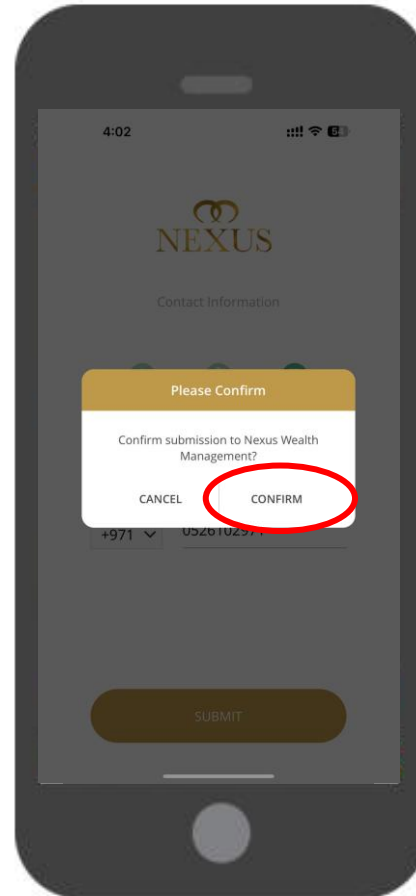 4:02
NEXUS
Contact Information
Please Confirm
Confirm submission to Nexus Wealth
Management?
CANCEL
CONFIRM
+971
SUBMIT